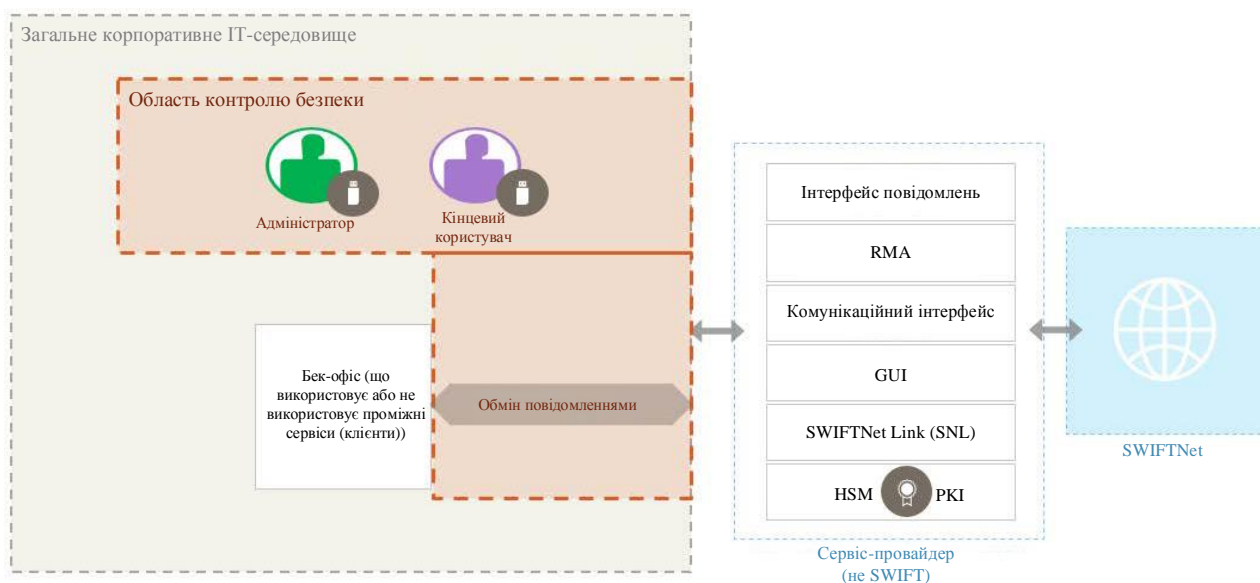 Загальне корпоративне ІТ-середовище
Область контролю безпеки
Адміністратор
Кінцевий
користувач
Бек-офіс (що
використовує або не
використовує проміжні
сервіси (клієнти))
Обмін повідомленнями
Інтерфейс повідомлень
RMA
Комунікаційний інтерфейс
GUI
SWIFTNet Link (SNL)
HSM PKI
Сервіс-провайдер
(не SWIFT)
SWIFTNet